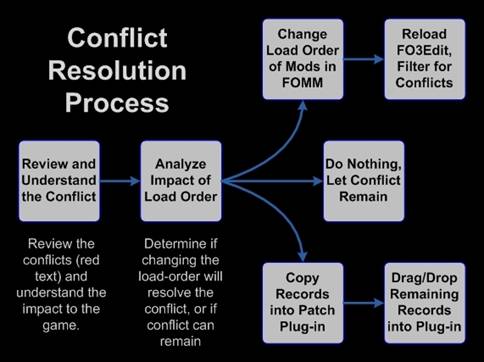 Conflict
Resolution
Process
Change
Load Order
of Mods in
FOMM
Reload
FO3Edit,
Filter for
Conflicts
Review and
Understand
the Conflict
Analyze
Impact of
Load Order
Do Nothing,
Let Conflict
Remain
Review the
conflicts (red
text) and
understand the
impact to the
game.
Determine if
changing the
load-order will
resolve the
conflict, or if
conflict can
remain
Copy
Records
into Patch
Plug-in
Drag/Drop
Remaining
Records
into Plug-in